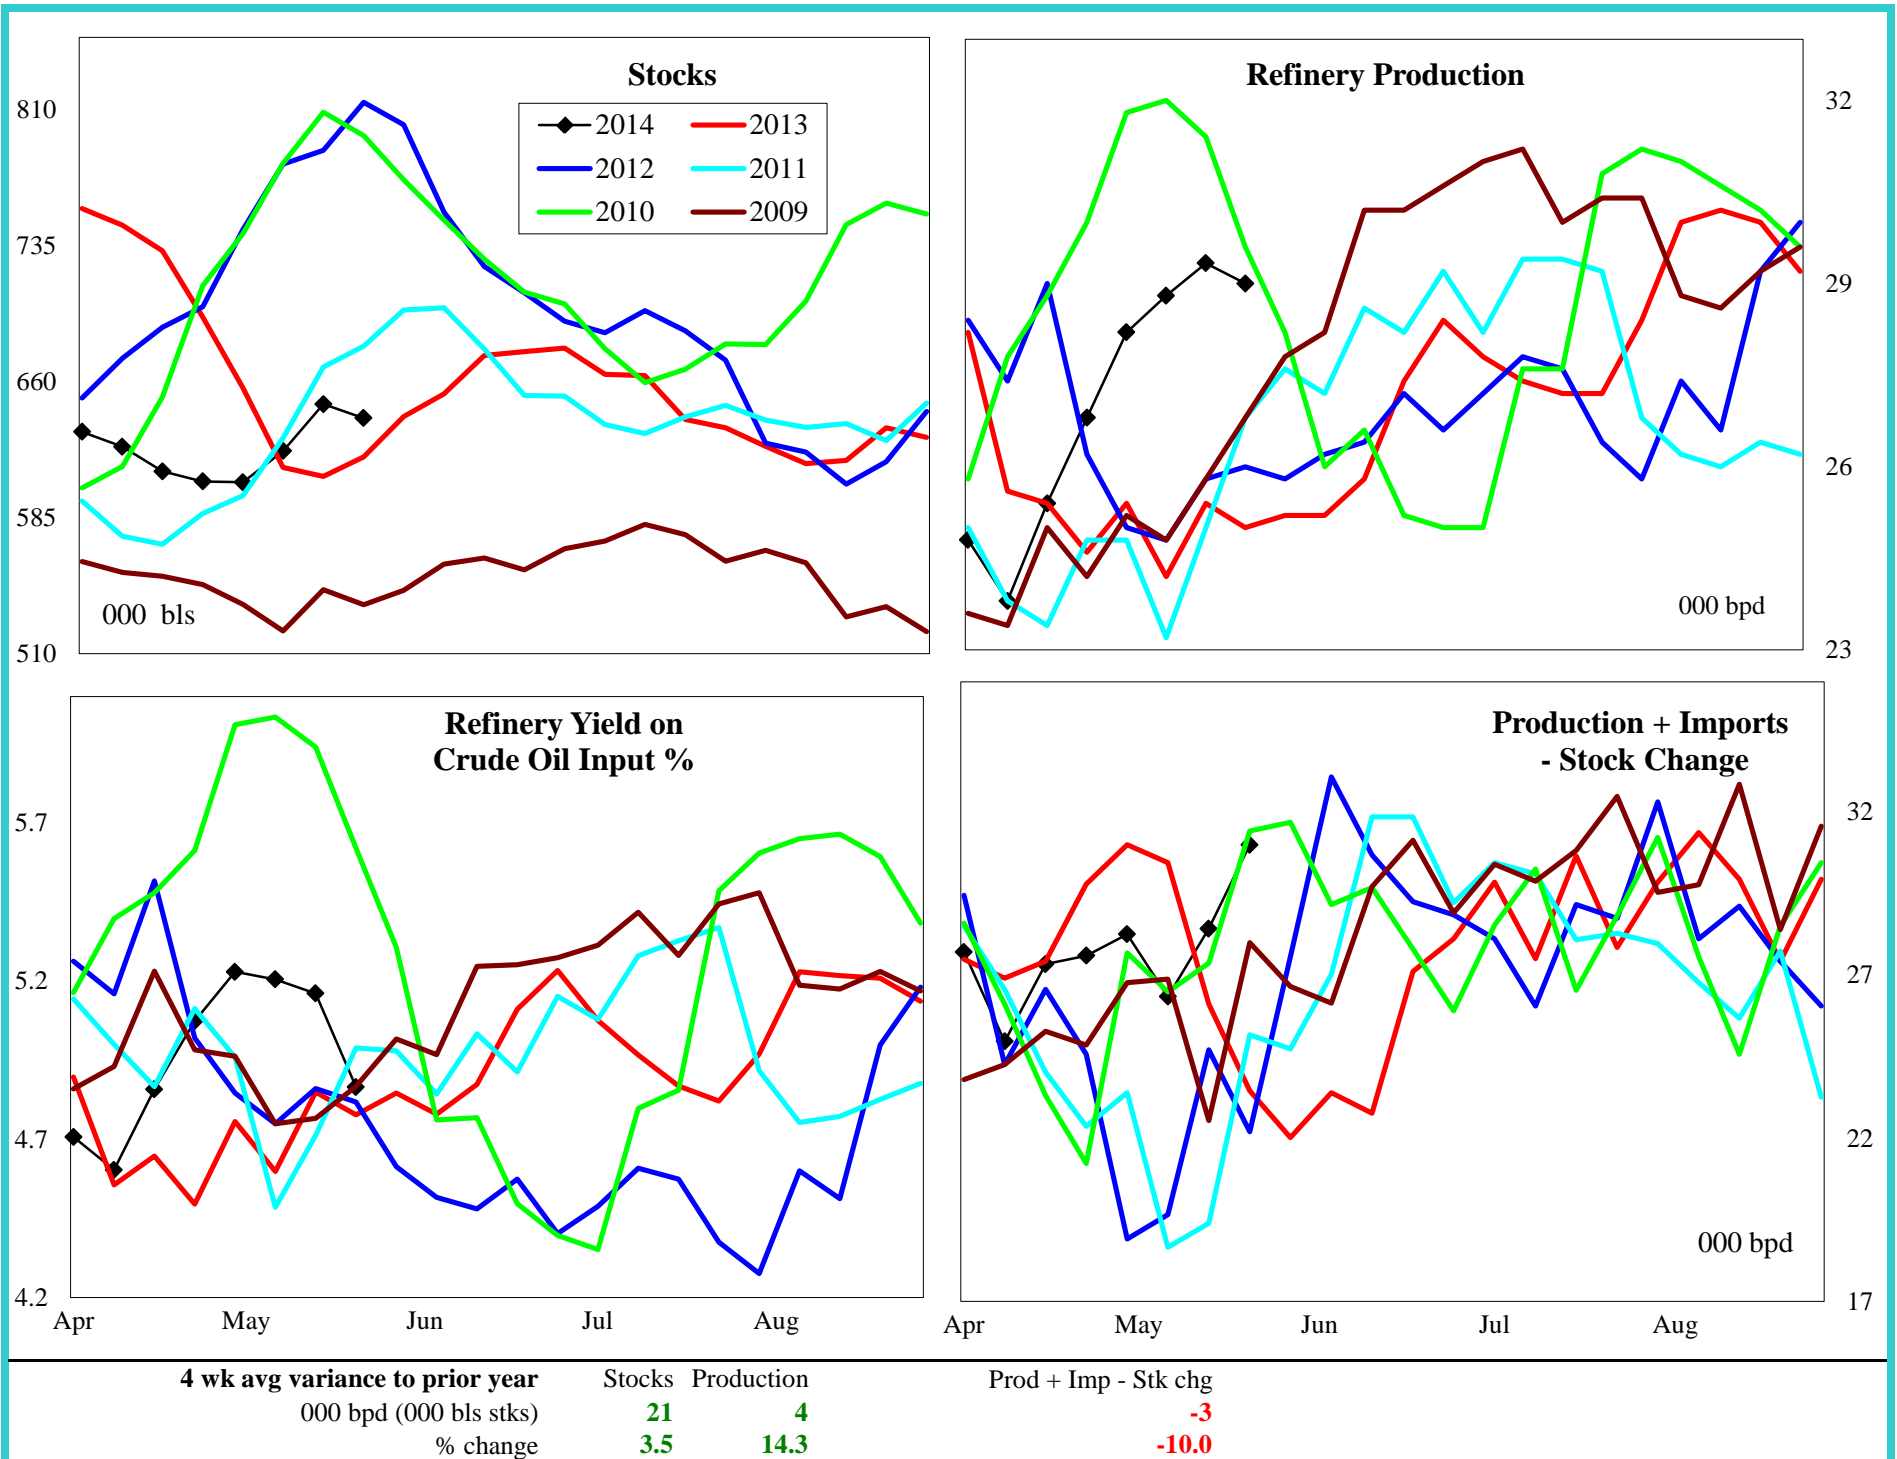 Stocks
2014 2013
2012 2011
2010 2009
810
735
660
585
510
000 bls
Refinery Production
32
29
26
23
000 bpd
Refinery Yield on
Crude Oil Input %
5.7
5.2
4.7
4.2
Apr May Jun Jul Aug
Production + Imports
- Stock Change
32
27
22
17
000 bpd
Apr May Jun Jul Aug
4 wk avg variance to prior year Stocks Production Prod + Imp - Stk chg
000 bpd (000 bls stks) 21 4 -3
% change 3.5 14.3 -10.0